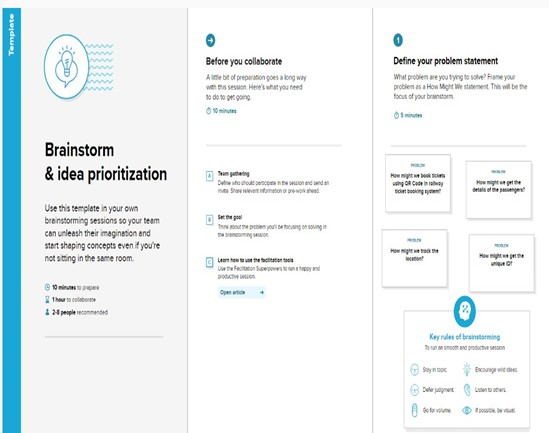 Template
Brainstorm
& idea prioritization
Use this template in your own
brainstorming sessions so your team
can unleash their imagination and
start shaping concepts even if you're
not sitting in the same room.
10 minutes to prepare
1 hour to collaborate
2-8 people recommended
Before you collaborate
A little bit of preparation goes a long way
with this session. Here's what you need
to do to get going.
10 minutes
A
Team gathering
Define who should participate in the session and send an
invite. Share relevant information or pre-work ahead.
B
Set the goal
Think about the problem you'll be focusing on solving in
the brainstorming session.
C
Learn how to use the facilitation tools
Use the Facilitation Superpowers to run a happy and
productive session.
Open article
1
Define your problem statement
What problem are you trying to solve? Frame your
problem as a How Might We statement. This will be the
focus of your brainstorm.
5 minutes
PROBLEM
How might we book tickets
using QR Code in railway
ticket booking system?
PROBLEM
How might we get the
details of the passengers?
PROBLEM
How might we track the
location?
PROBLEM
How might we get the
unique ID?
Key rules of brainstorming
To run an smooth and productive session
Stay in topic.
Encourage wild ideas.
Defer judgment.
Listen to others.
Go for volume.
If possible, be visual.